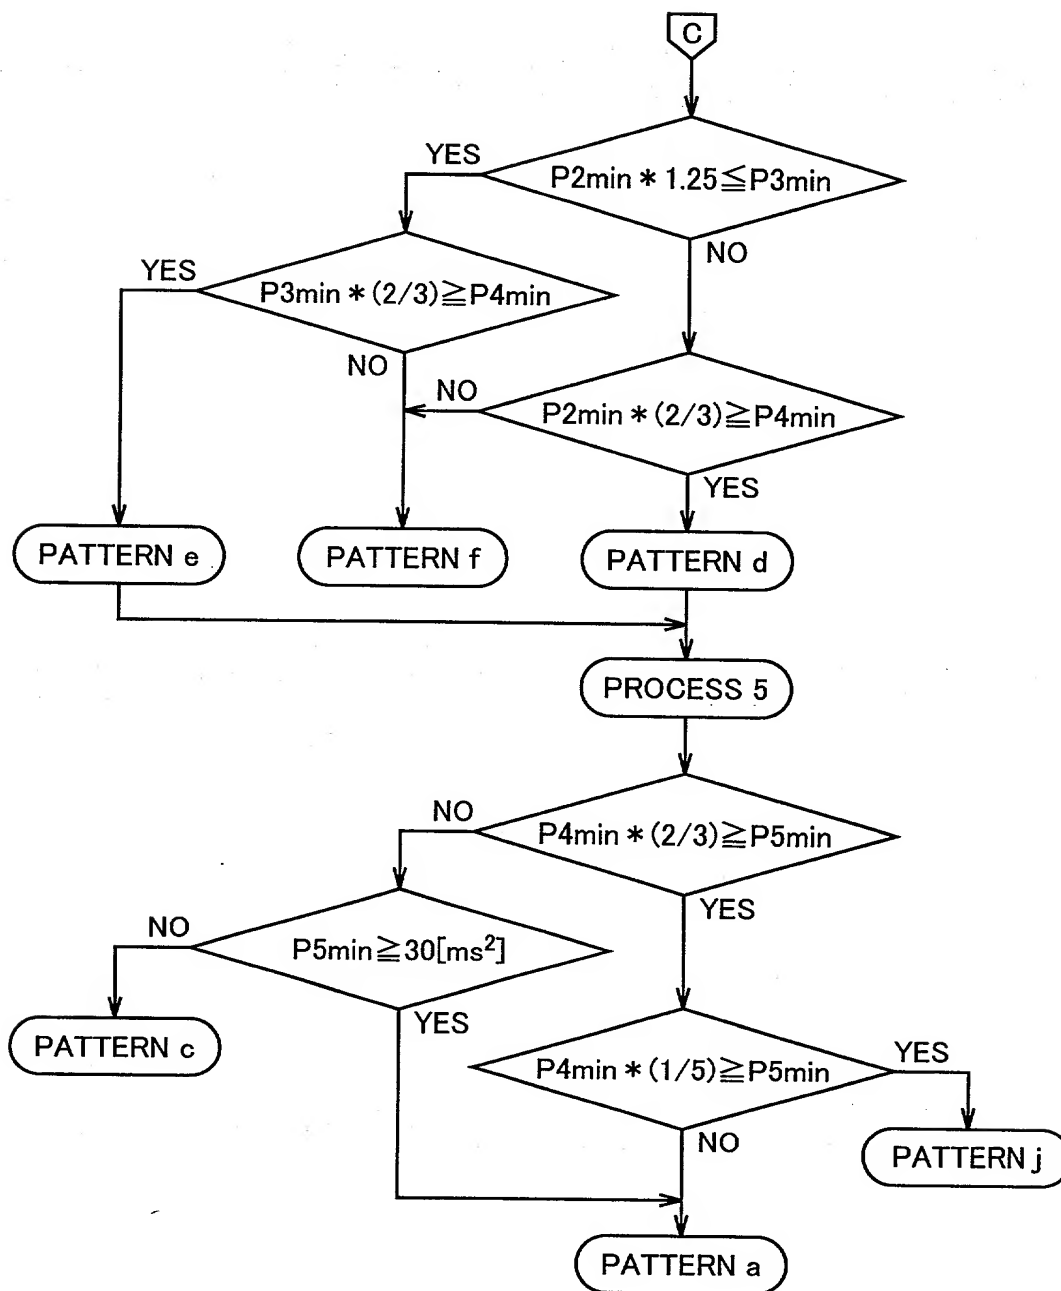 C
YES
P2min * 1.25≦P3min
NO
YES
P3min * (2/3)≧P4min
NO
NO
P2min * (2/3)≧P4min
YES
PATTERN e
PATTERN f
PATTERN d
PROCESS 5
NO
P4min * (2/3)≧P5min
YES
NO
P5min≧30[ms²]
YES
PATTERN c
P4min * (1/5)≧P5min
YES
NO
PATTERN j
PATTERN a